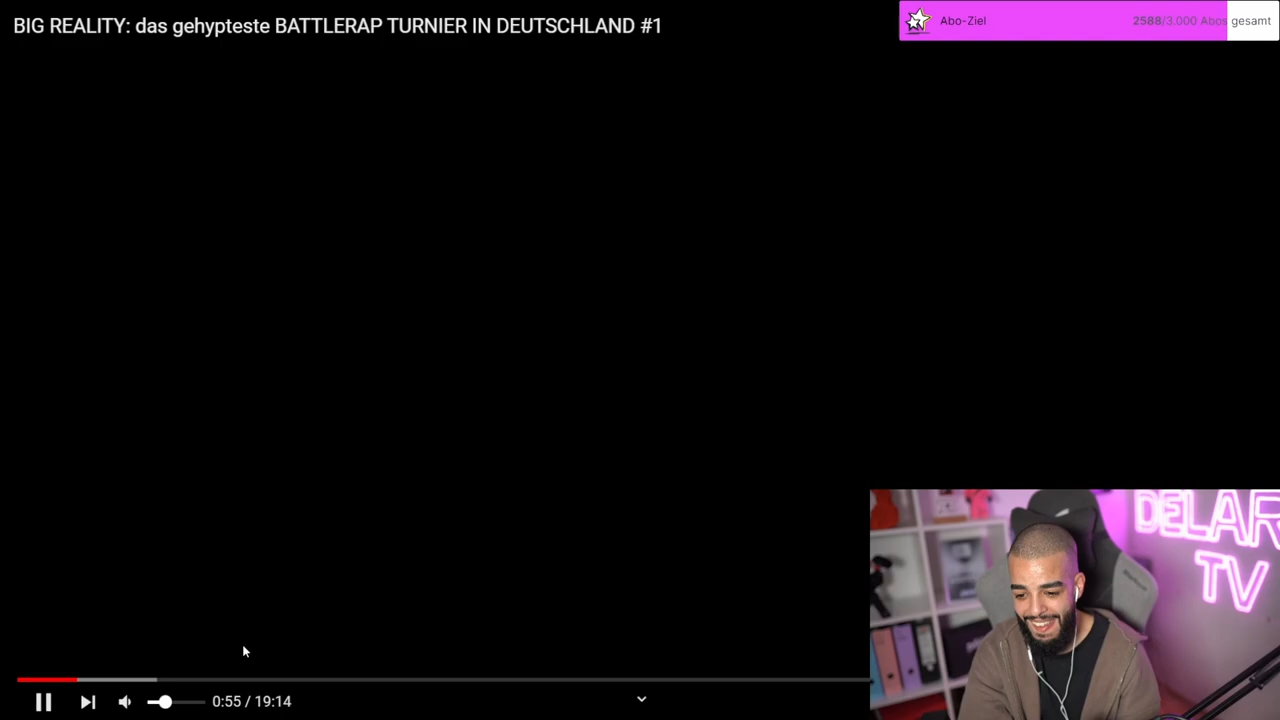 BIG REALITY: das gehypteste BATTLERAP TURNIER IN DEUTSCHLAND #1
Abo-Ziel
2588/3.000 Abos gesamt
DELAR
TV
0:55 / 19:14